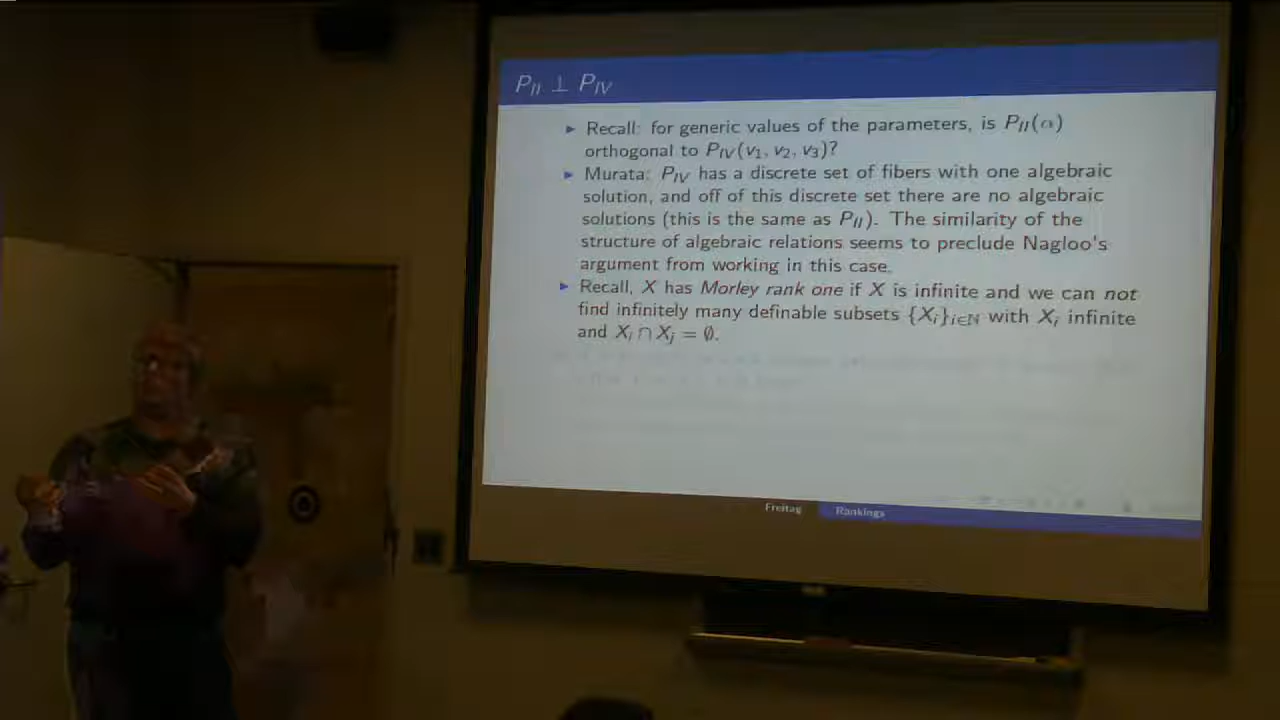 P_II ⊥ P_IV
▶ Recall: for generic values of the parameters, is P_II(α)
orthogonal to P_IV(v_1, v_2, v_3)?
▶ Murata: P_IV has a discrete set of fibers with one algebraic
solution, and off of this discrete set there are no algebraic
solutions (this is the same as P_II). The similarity of the
structure of algebraic relations seems to preclude Nagloo's
argument from working in this case.
▶ Recall, X has Morley rank one if X is infinite and we can not
find infinitely many definable subsets {X_i}_{i∈ℕ} with X_i infinite
and X_i ∩ X_j = ∅.
Freitag Rankings